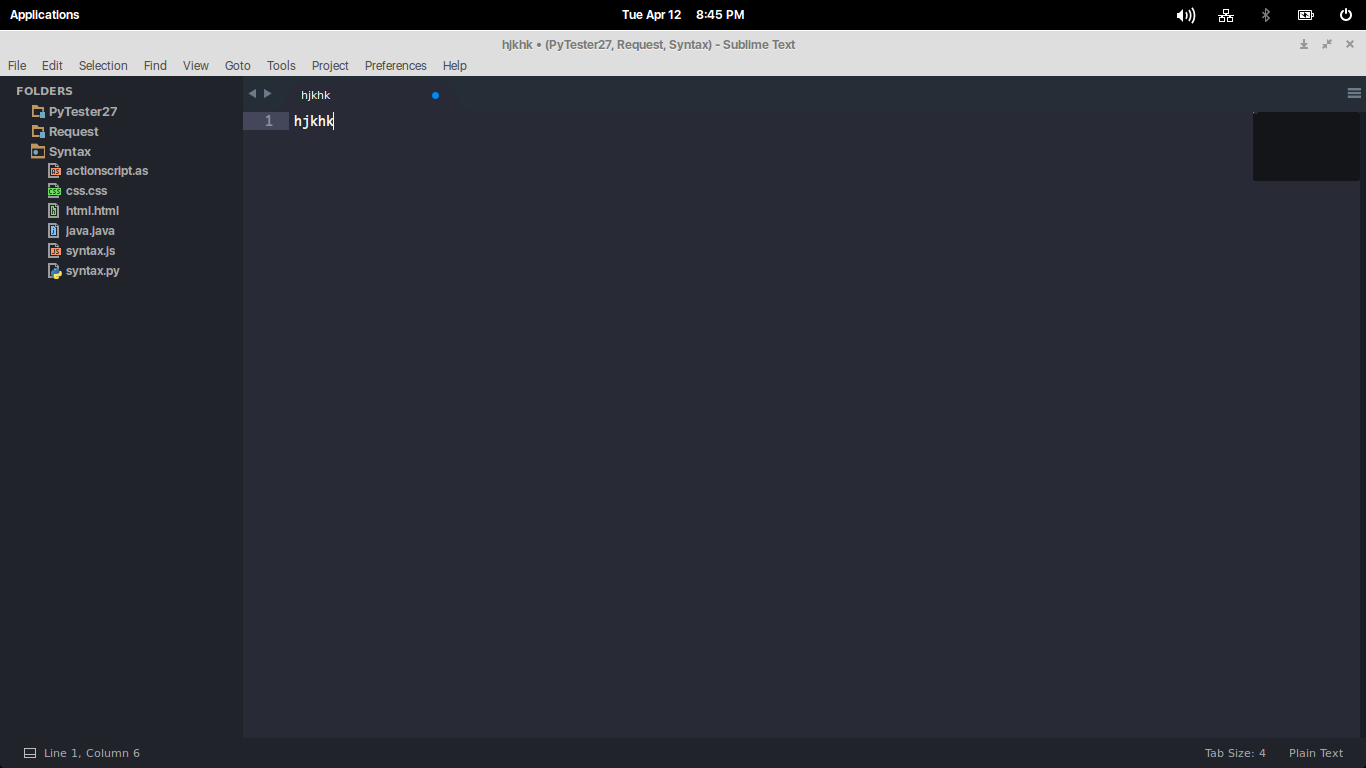 Applications
Tue Apr 12 8:45 PM
hjkhk • (PyTester27, Request, Syntax) - Sublime Text
File Edit Selection Find View Goto Tools Project Preferences Help
FOLDERS
PyTester27
Request
Syntax
actionscript.as
css.css
html.html
java.java
syntax.js
syntax.py
hjkhk
1 hjkhk
Line 1, Column 6
Tab Size: 4
Plain Text